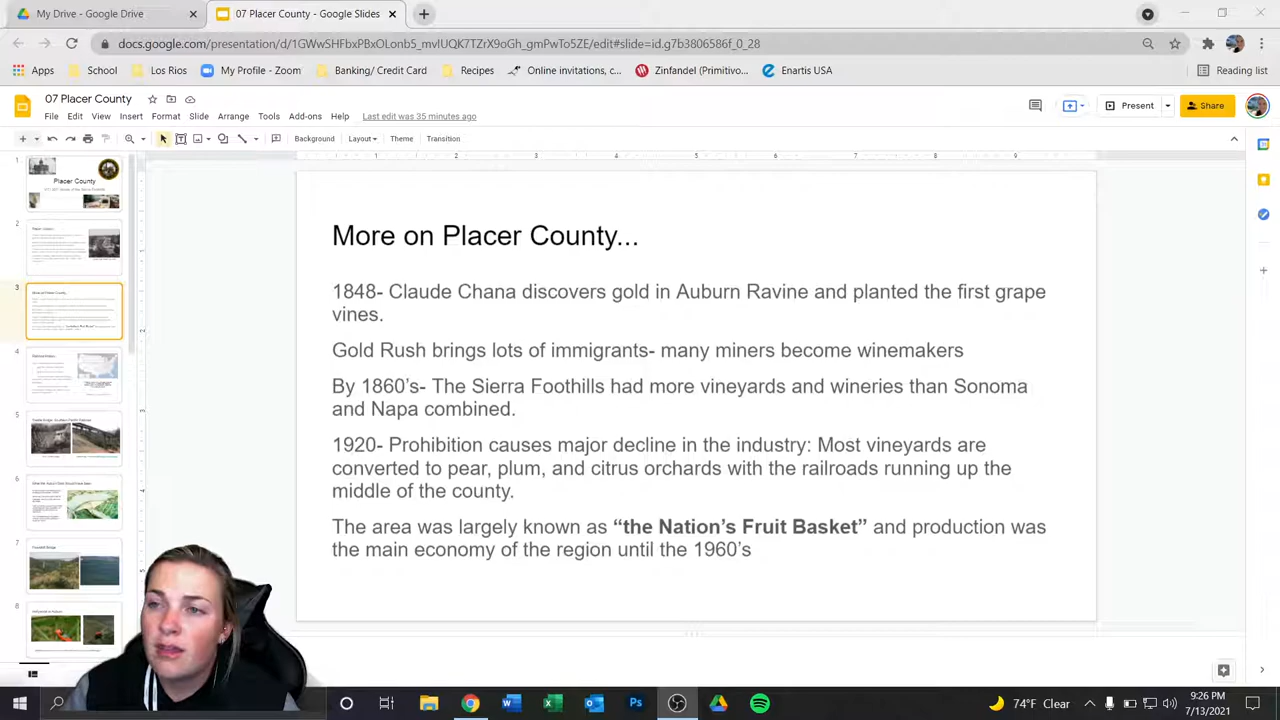 My Drive - Google Drive
07 Placer County - Google Slides
docs.google.com/presentation/d/
Apps
School
Los Rios
My Profile - Zoom
Banking/Credit Card
Recipes
Online invitations, c...
Zinfandel (Primitivo...
Enartis USA
Reading list
07 Placer County
File Edit View Insert Format Slide Arrange Tools Add-ons Help Last edit was 35 minutes ago
Present
Share
Background Layout Theme Transition
1
Placer County
2
3
4
5
6
7
8
More on Placer County...
1848- Claude Chana discovers gold in Auburn Ravine and planted the first grape
vines.
Gold Rush brings lots of immigrants- many miners become winemakers
By 1860's- The Sierra Foothills had more vineyards and wineries than Sonoma
and Napa combined.
1920- Prohibition causes major decline in the industry: Most vineyards are
converted to pear, plum, and citrus orchards with the railroads running up the
middle of the county.
The area was largely known as “the Nation’s Fruit Basket” and production was
the main economy of the region until the 1960’s
74°F Clear
9:26 PM
7/13/2021